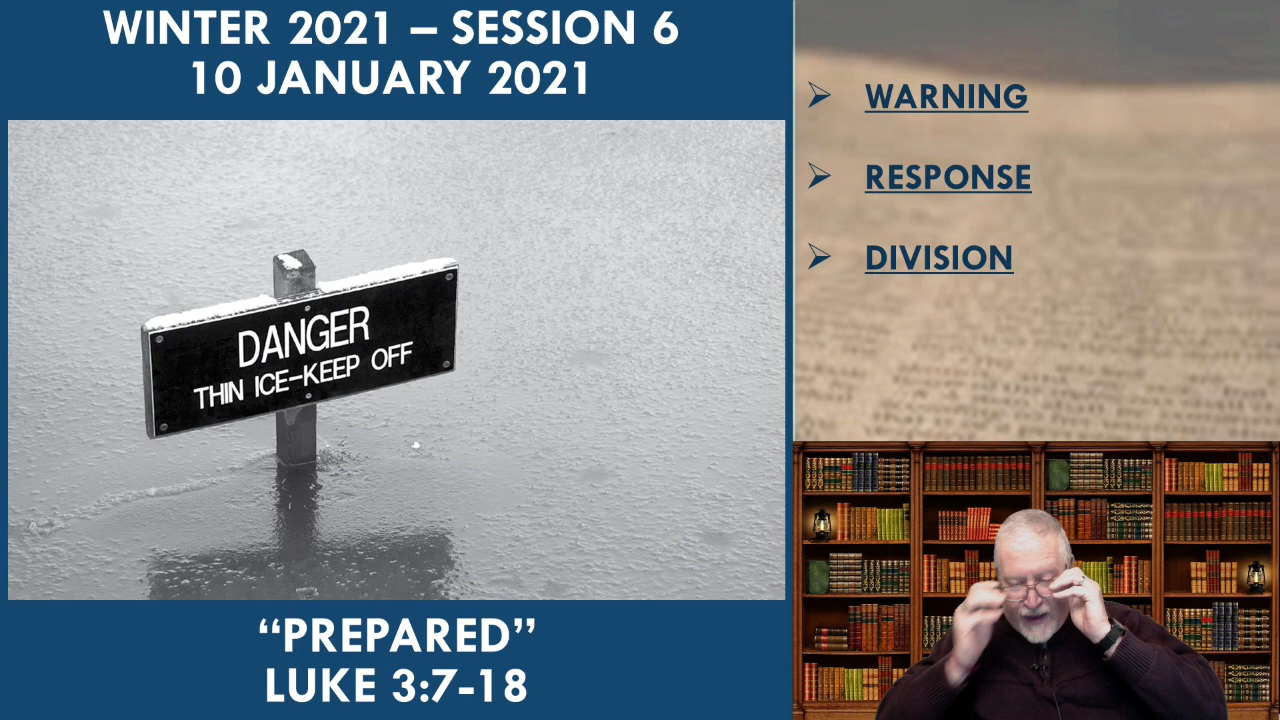 WINTER 2021 – SESSION 6
10 JANUARY 2021
DANGER
THIN ICE–KEEP OFF
“PREPARED”
LUKE 3:7-18
WARNING
RESPONSE
DIVISION